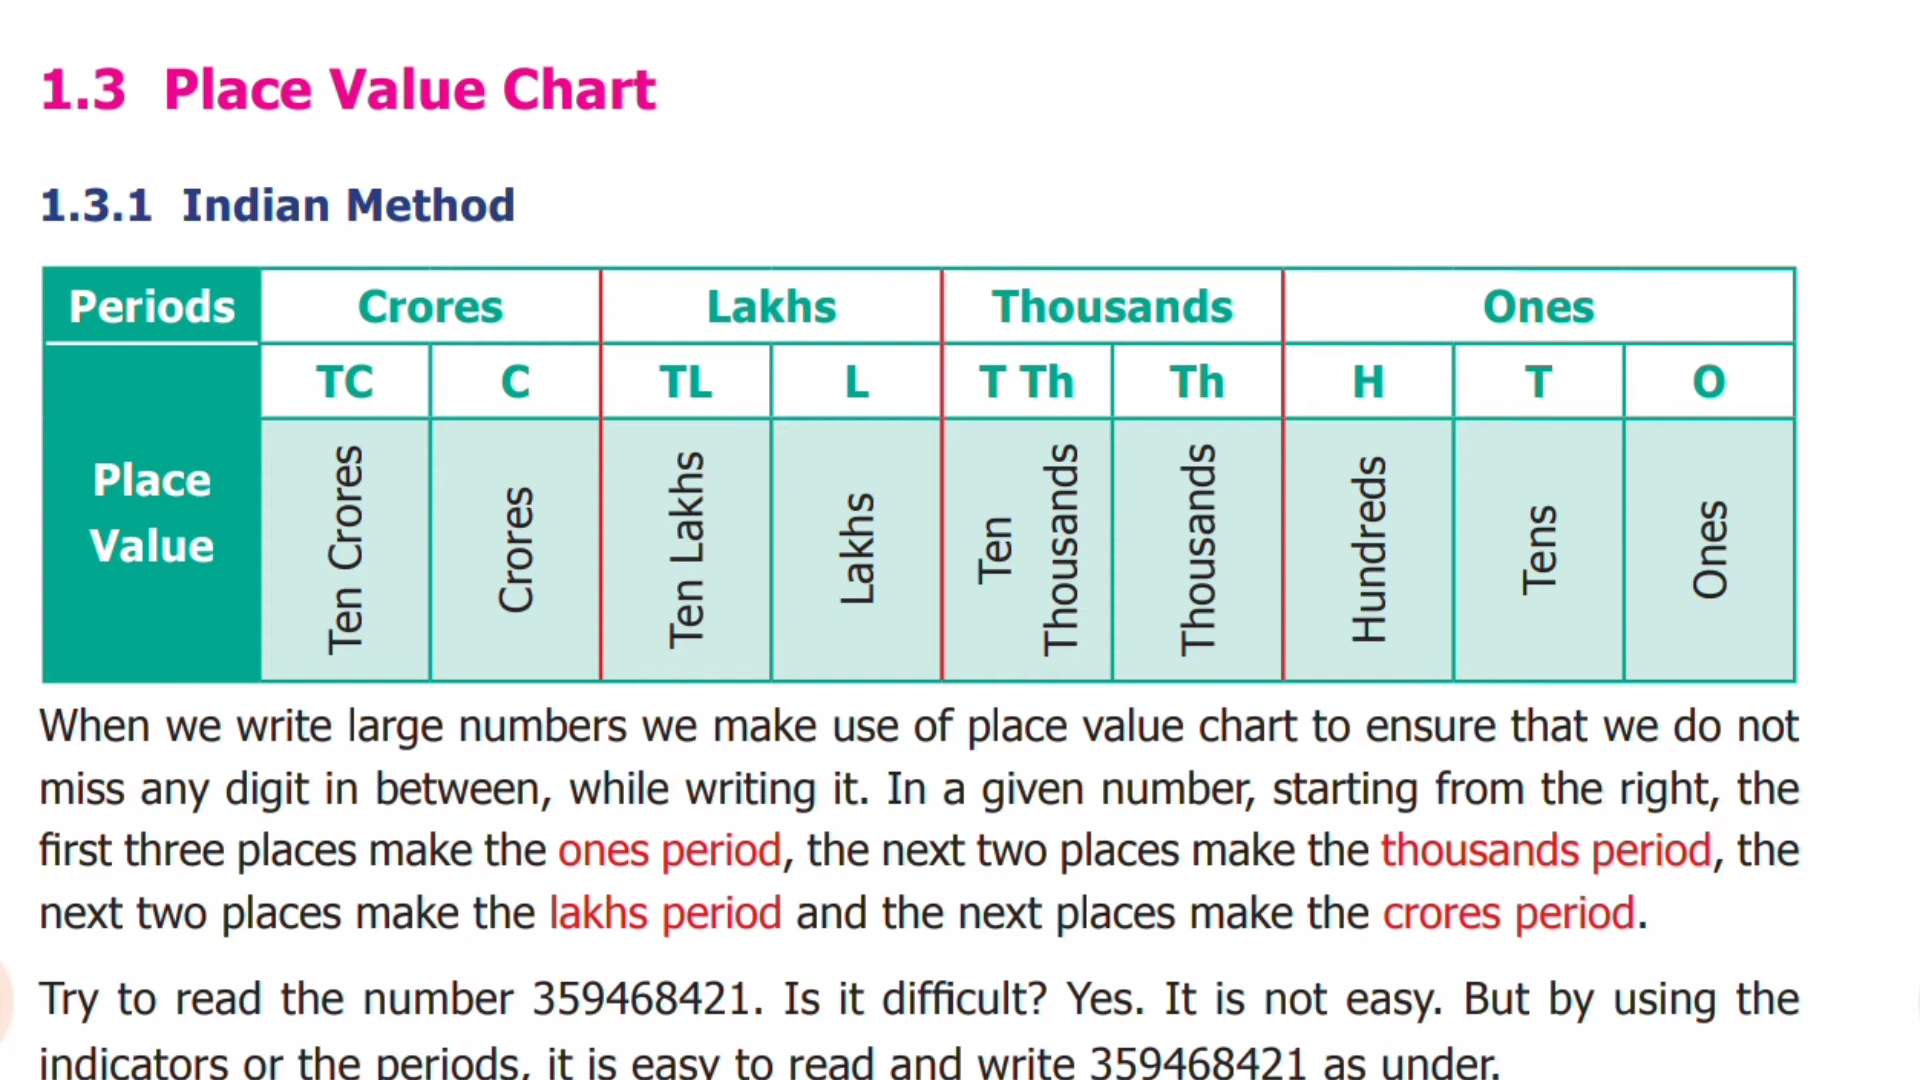 1.3 Place Value Chart
1.3.1 Indian Method
Periods Crores Lakhs Thousands Ones
TC C TL L T Th Th H T O
Place Value Ten Crores Crores Ten Lakhs Lakhs Ten Thousands Thousands Hundreds Tens Ones
When we write large numbers we make use of place value chart to ensure that we do not
miss any digit in between, while writing it. In a given number, starting from the right, the
first three places make the ones period, the next two places make the thousands period, the
next two places make the lakhs period and the next places make the crores period.
Try to read the number 359468421. Is it difficult? Yes. It is not easy. But by using the
indicators or the periods, it is easy to read and write 359468421 as under.